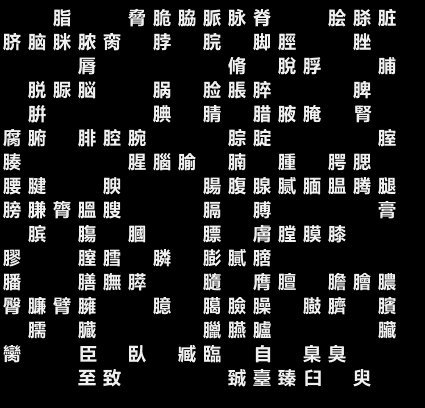 脂 脅 脆 脇 脈 脉 脊 脍 脎 脏
脐 脑 脒 脓 脔 脖 脘 脚 脛 脞
脣 脩 脫 脬 脯
脱 脲 脳 脶 脸 脹 脺 脾
腁 腆 腈 腊 腋 腌 腎
腐 腑 腓 腔 腕 腙 腚
腠 腥 腦 腧 腩 腫 腭 腮
腰 腱 腴 腸 腹 腺 腻 腼 腽 腾 腿
膀 膁 膂 膃 膄 膈 膊 膏
膑 膓 膕 膘 膚 膛 膜 膝
膠 膣 膤 膦 膨 膩 膪
膰 膳 膴 膵 膸 膺 膻 膽 膾 膿
臀 臁 臂 臃 臆 臈 臉 臊 臌 臍 臏
臑 臓 臘 臙 臚 臟
臠 臣 臥 臧 臨 自 臬 臭
至 致 臹 臺 臻 臼 臾